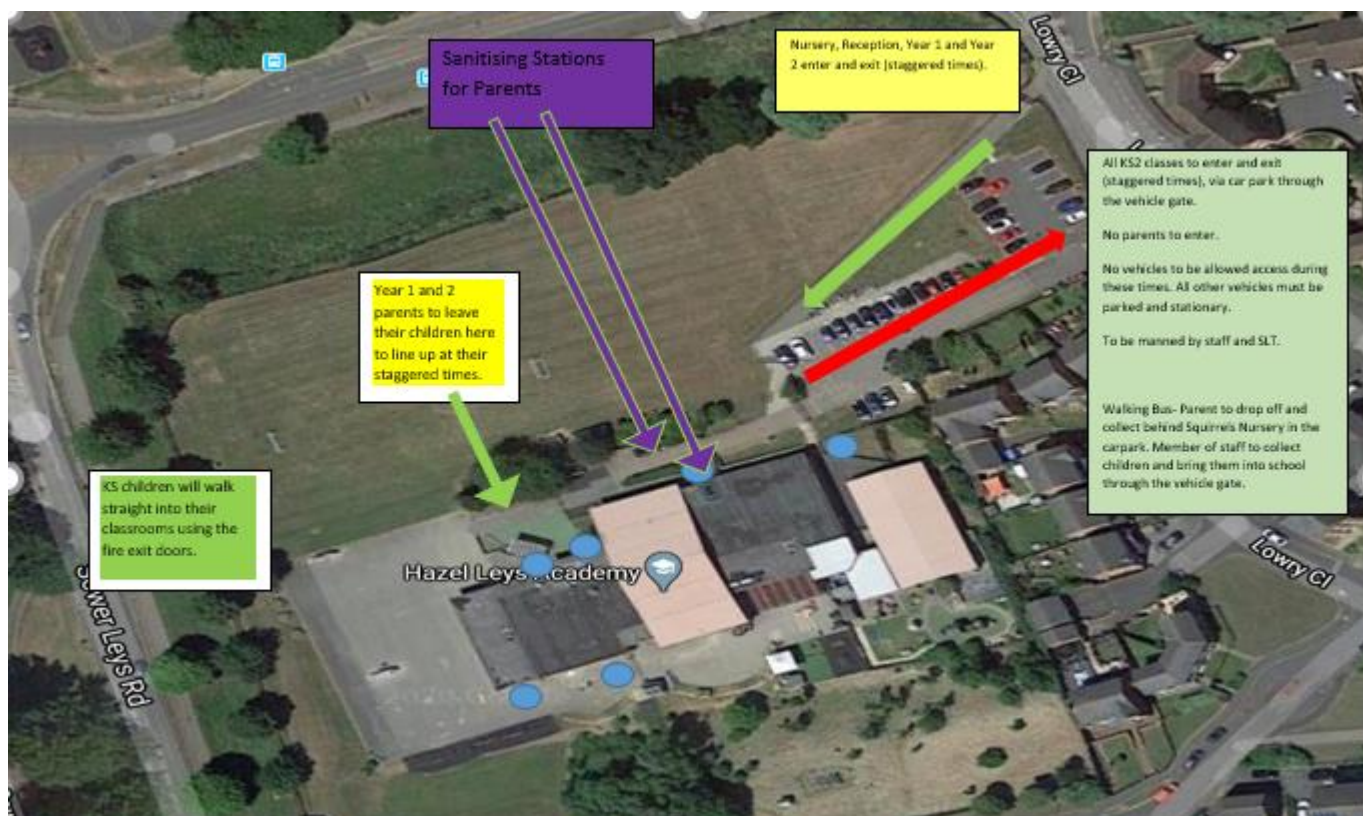 Sanitising Stations
for Parents
Nursery, Reception, Year 1 and Year
2 enter and exit (staggered times).
Lowry Cl
All KS2 classes to enter and exit
(staggered times), via car park through
the vehicle gate.
No parents to enter.
No vehicles to be allowed access during
these times. All other vehicles must be
parked and stationary.
To be manned by staff and SLT.
Walking Bus- Parent to drop off and
collect behind Squirrels Nursery in the
carpark. Member of staff to collect
children and bring them into school
through the vehicle gate.
Year 1 and 2
parents to leave
their children here
to line up at their
staggered times.
KS children will walk
straight into their
classrooms using the
fire exit doors.
Hazel Leys Academy
Lowry Cl
Leys Rd